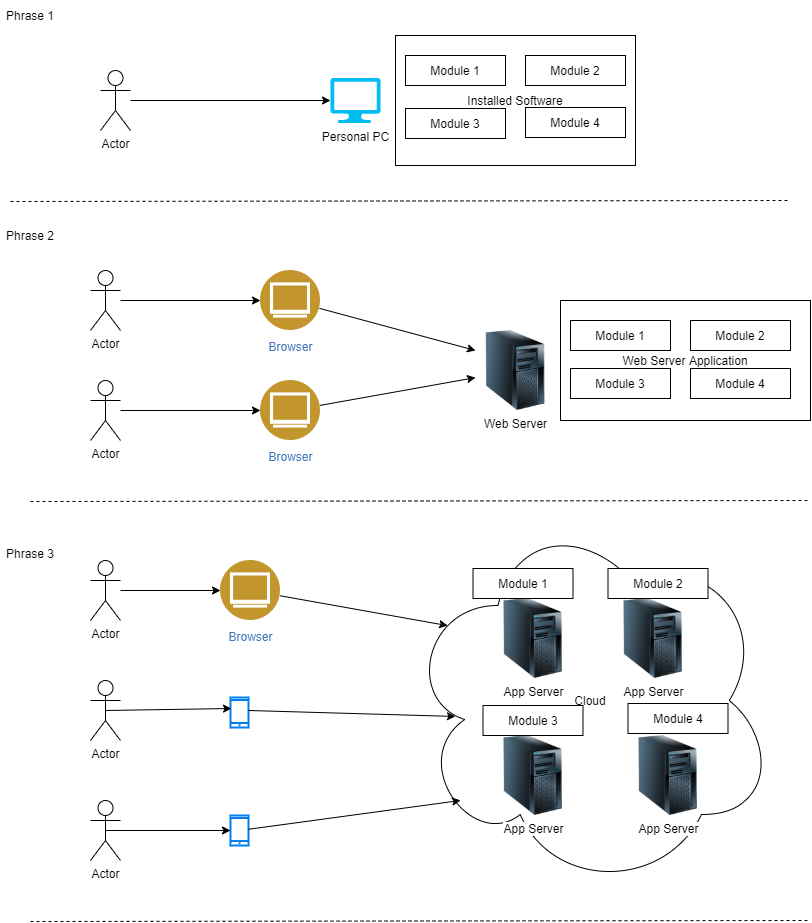 Phrase 1
Module 1
Module 2
Installed Software
Module 3
Module 4
Personal PC
Actor
Phrase 2
Actor
Browser
Module 1
Module 2
Web Server Application
Module 3
Module 4
Web Server
Actor
Browser
Phrase 3
Actor
Browser
Module 1
Module 2
App Server
App Server
Cloud
Module 3
Module 4
Actor
App Server
App Server
Actor